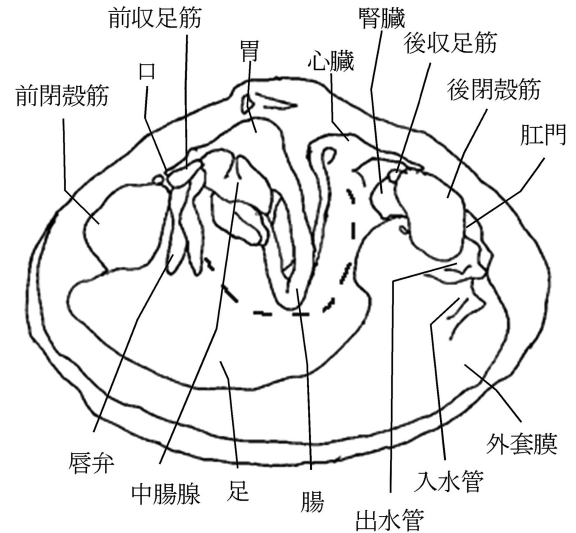 前収足筋
胃
腎臓
口
心臓
後収足筋
前閉殻筋
後閉殻筋
肛門
唇弁
中腸腺
足
腸
入水管
出水管
外套膜